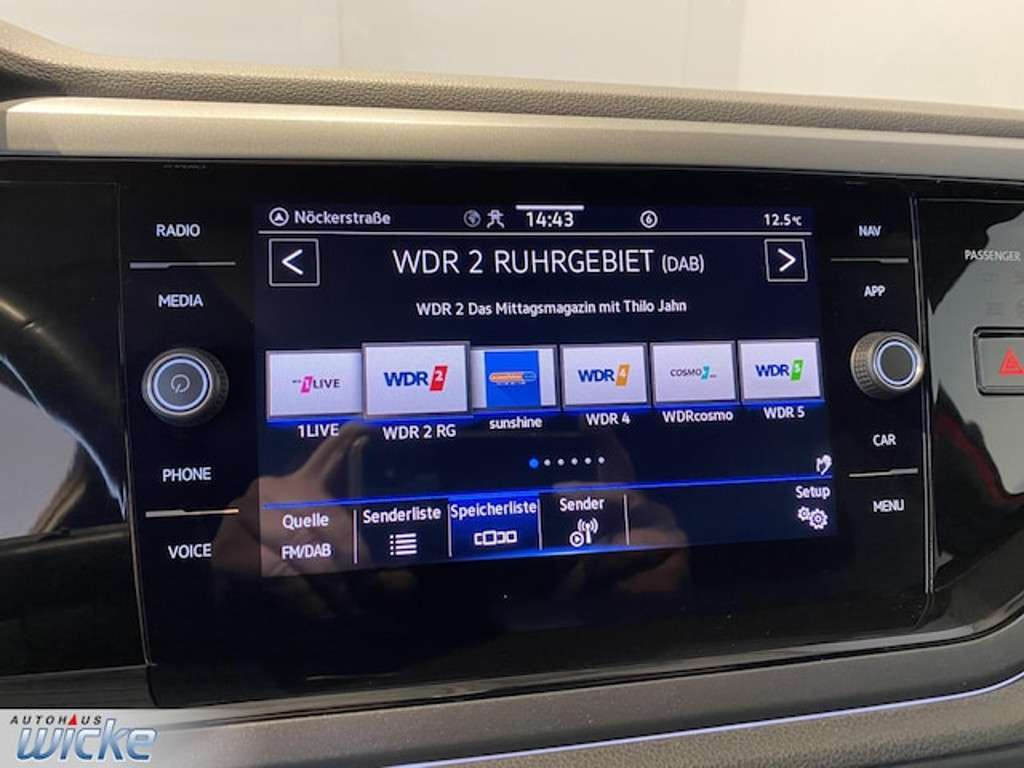 RADIO
MEDIA
PHONE
VOICE
Nöckerstraße
14:43
6
12.5°C
< WDR 2 RUHRGEBIET (DAB) >
WDR 2 Das Mittagsmagazin mit Thilo Jahn
1LIVE WDR 2 WDR 4 COSMO WDR 5
1LIVE WDR 2 RG sunshine WDR 4 WDRcosmo WDR 5
Quelle Senderliste Speicherliste Sender Setup
FM/DAB
NAV
APP
CAR
MENU
PASSENGER
AUTOHAUS
wicke